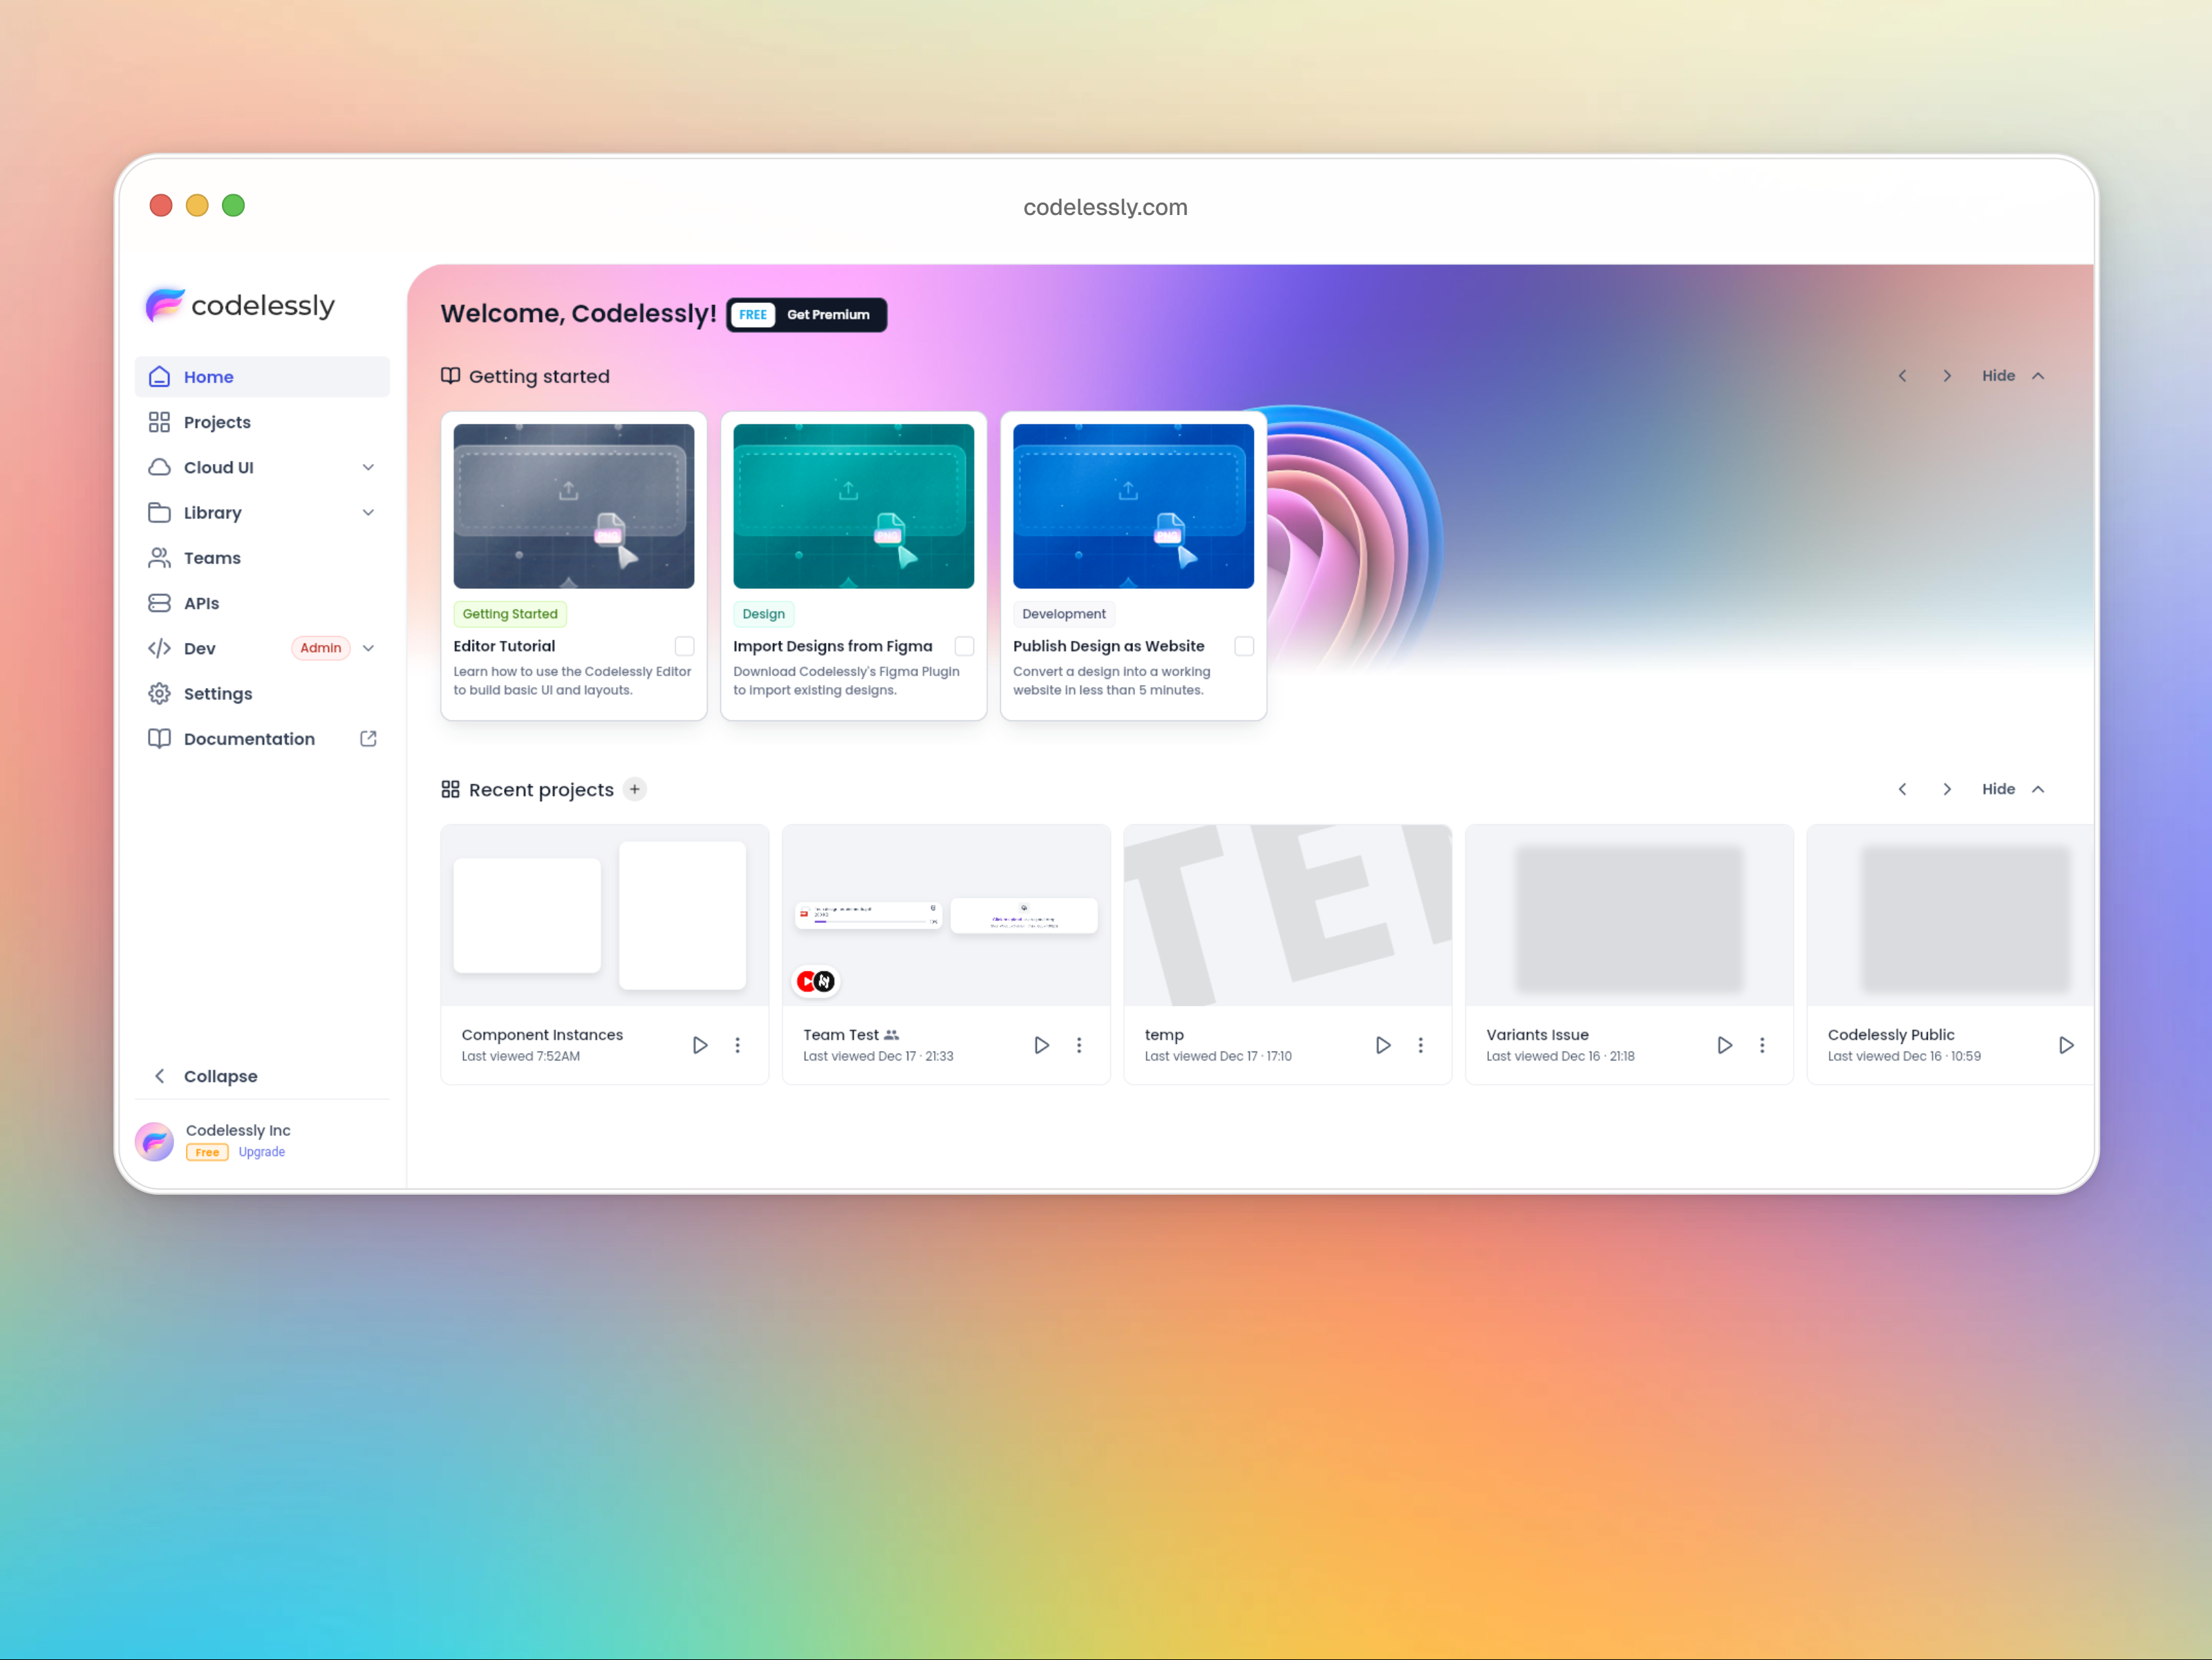 codelessly.com
codelessly
Home
Projects
Cloud UI
Library
Teams
APIs
Dev Admin
Settings
Documentation
Collapse
Codelessly Inc
Free Upgrade
Welcome, Codelessly! FREE Get Premium
Getting started
Hide
Getting Started
Editor Tutorial
Learn how to use the Codelessly Editor
to build basic UI and layouts.
Design
Import Designs from Figma
Download Codelessly's Figma Plugin
to import existing designs.
Development
Publish Design as Website
Convert a design into a working
website in less than 5 minutes.
Recent projects
Hide
Component Instances
Last viewed 7:52AM
Team Test
Last viewed Dec 17 · 21:33
temp
Last viewed Dec 17 · 17:10
Variants Issue
Last viewed Dec 16 · 21:18
Codelessly Public
Last viewed Dec 16 · 10:59